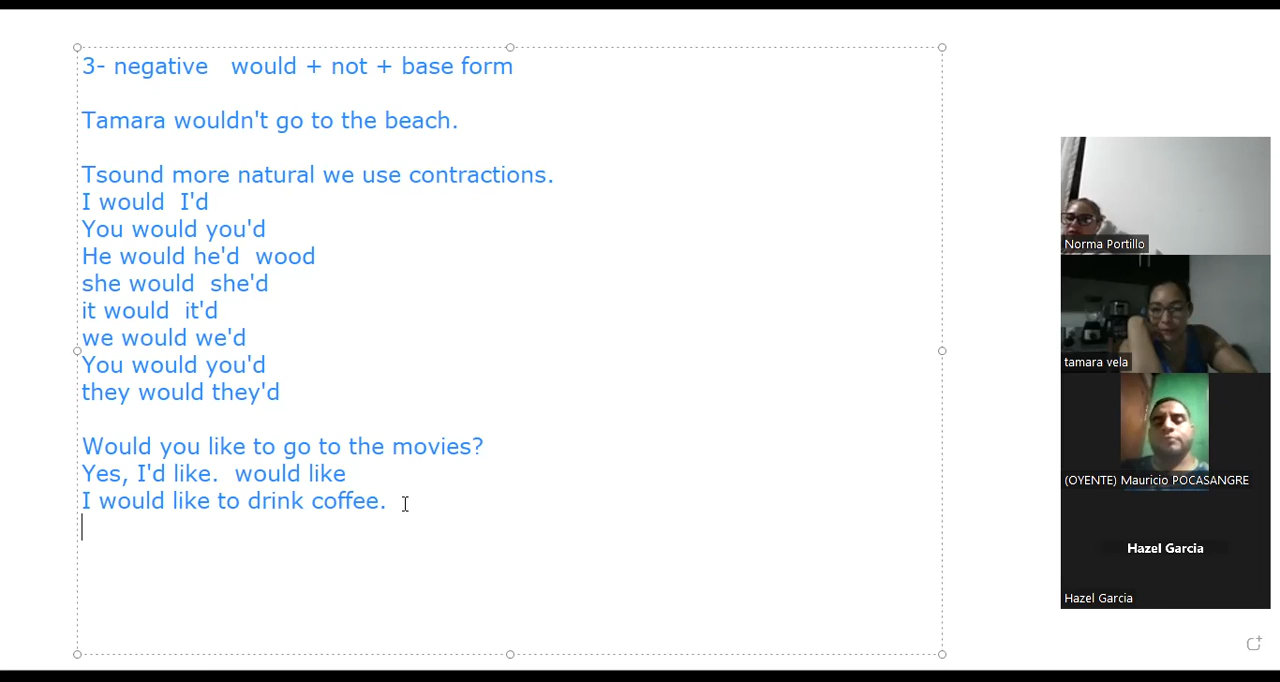 3- negative   would + not + base form
Tamara wouldn't go to the beach.
Tsound more natural we use contractions.
I would  I'd
You would you'd
He would he'd  wood
she would  she'd
it would  it'd
we would we'd
You would you'd
they would they'd
Would you like to go to the movies?
Yes, I'd like.  would like
I would like to drink coffee.
Norma Portillo
tamara vela
(OYENTE) Mauricio POCASANGRE
Hazel Garcia
Hazel Garcia